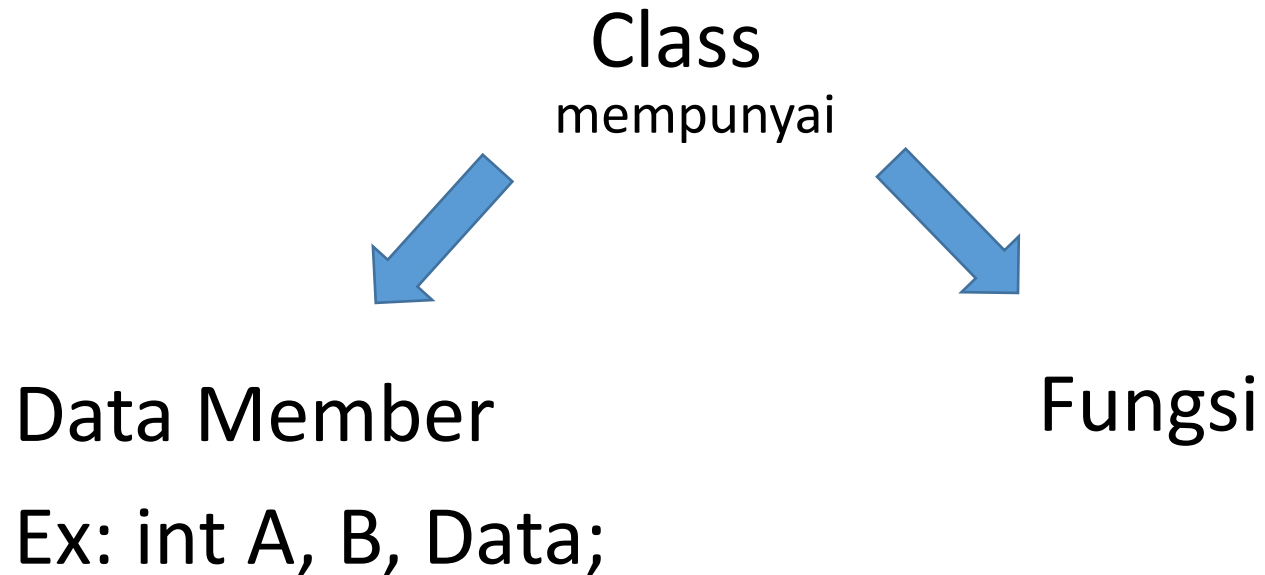 Class
mempunyai
Data Member
Fungsi
Ex: int A, B, Data;